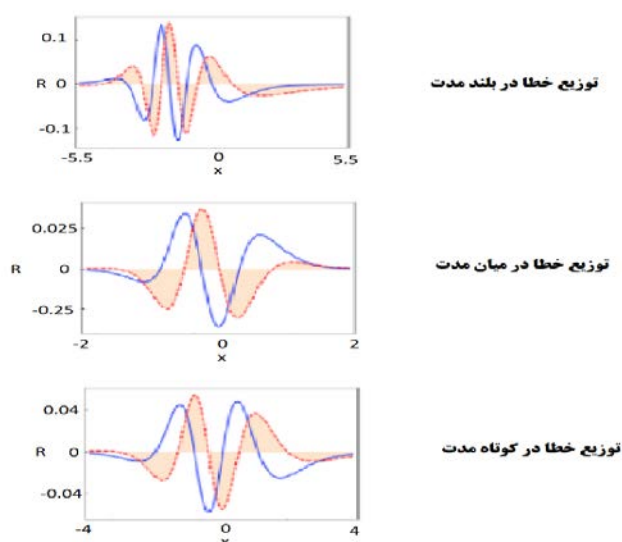 0.1
R 0
-0.1
-5.5 0 5.5
x
توزیع خطا در بلند مدت
0.025
R 0
-0.25
-2 0 2
x
توزیع خطا در میان مدت
0.04
R 0
-0.04
-4 0 4
x
توزیع خطا در کوتاه مدت